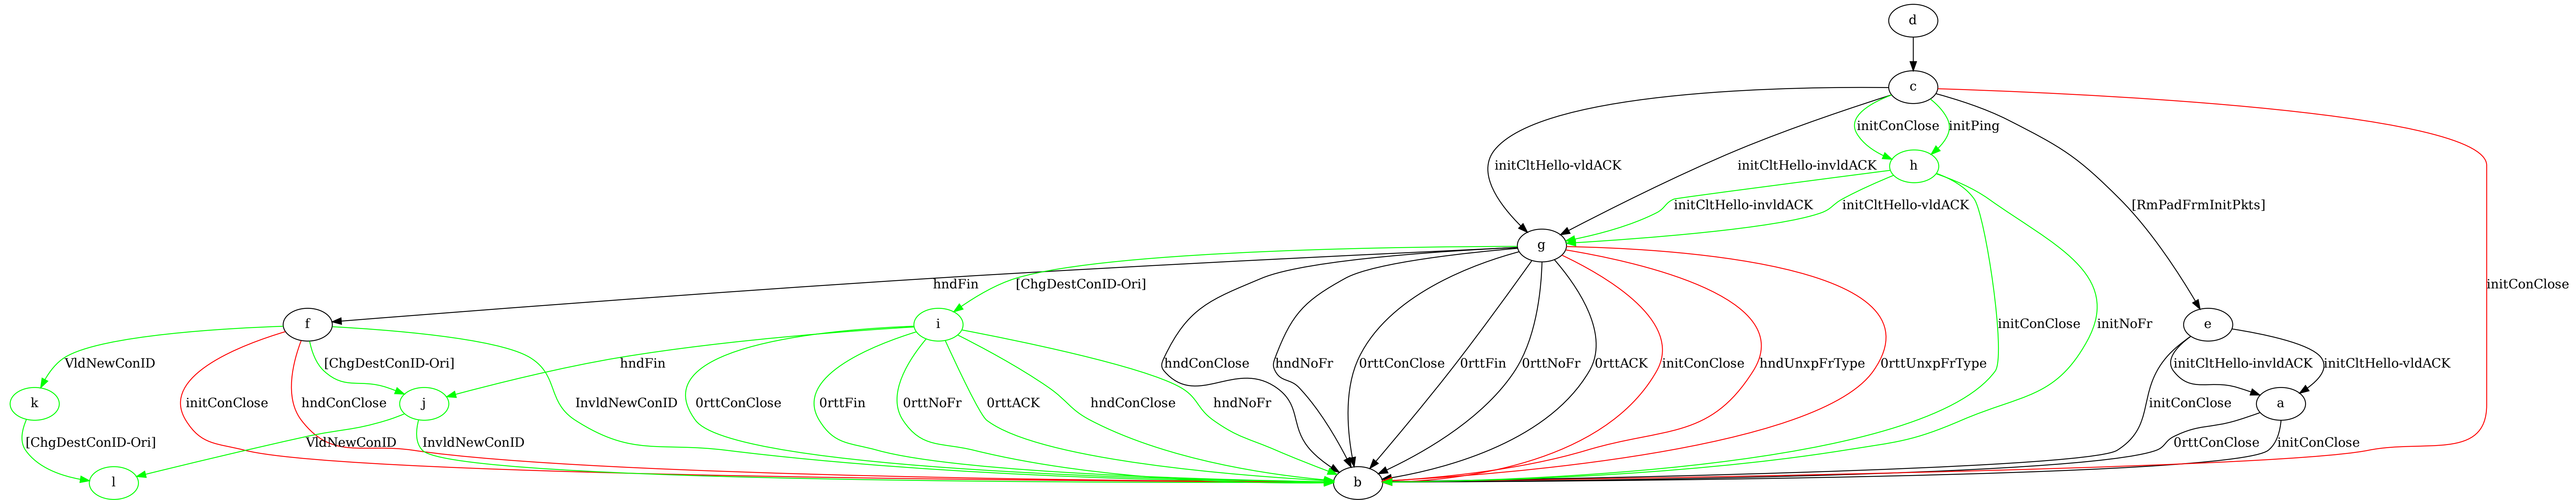 d
c
initConClose
initPing
initCltHello-vldACK
initCltHello-invldACK
h
initCltHello-invldACK
initCltHello-vldACK
[RmPadFrmInitPkts]
g
hndFin
[ChgDestConID-Ori]
initConClose
f
i
initConClose
initNoFr
e
VldNewConID
[ChgDestConID-Ori]
hndFin
hndConClose
hndNoFr
0rttConClose
0rttFin
0rttNoFr
0rttACK
initConClose
hndUnxpFrType
0rttUnxpFrType
initCltHello-invldACK
initCltHello-vldACK
k
initConClose
hndConClose
j
InvldNewConID
0rttConClose
0rttFin
0rttNoFr
0rttACK
hndConClose
hndNoFr
initConClose
a
[ChgDestConID-Ori]
VldNewConID
InvldNewConID
0rttConClose
initConClose
l
b